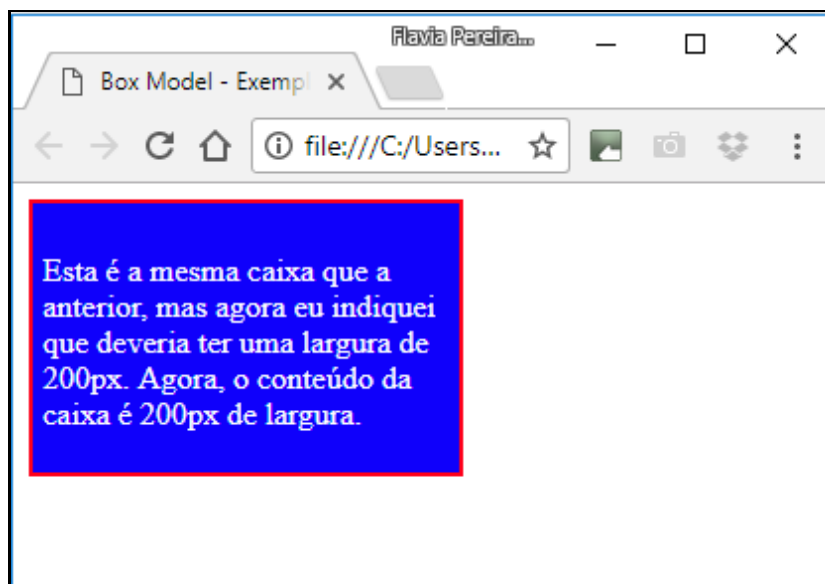 Flavia Pereira...
Box Model - Exempl
file:///C:/Users...
Esta é a mesma caixa que a
anterior, mas agora eu indiquei
que deveria ter uma largura de
200px. Agora, o conteúdo da
caixa é 200px de largura.